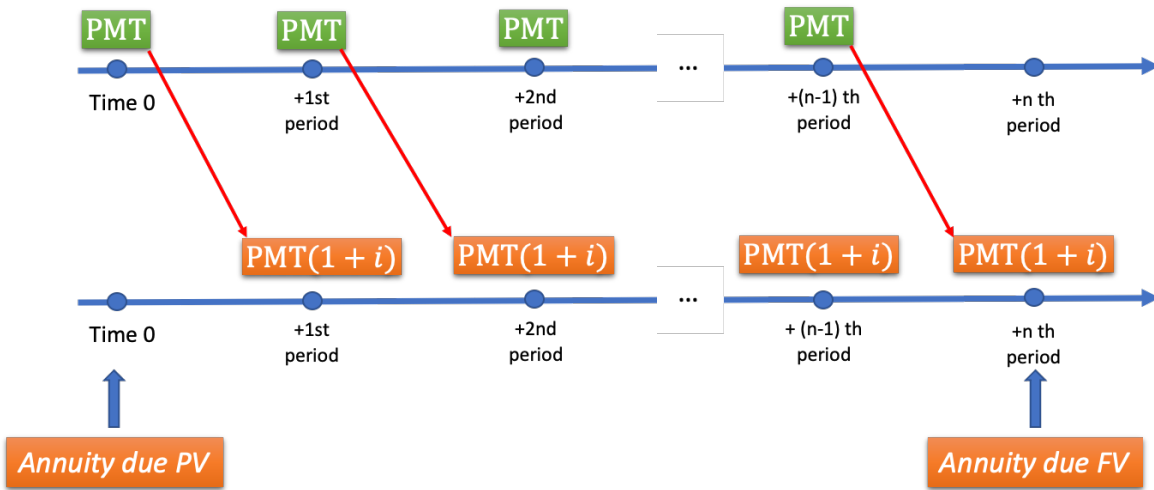 PMT PMT PMT PMT
...
Time 0 +1st +2nd +(n-1) th +n th
period period period period
PMT(1 + i) PMT(1 + i) PMT(1 + i) PMT(1 + i)
...
Time 0 +1st +2nd + (n-1) th +n th
period period period period
Annuity due PV Annuity due FV